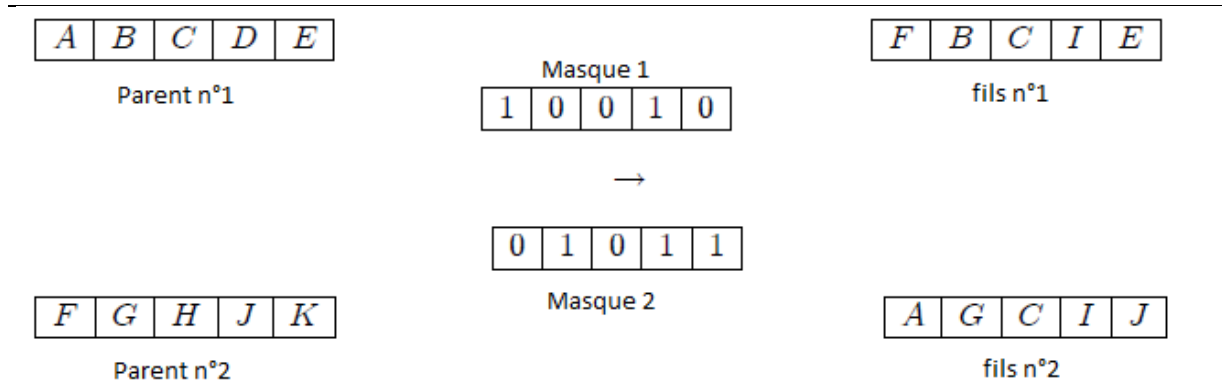 A B C D E
Parent n°1
Masque 1
1 0 0 1 0
F B C I E
fils n°1
→
0 1 0 1 1
Masque 2
F G H J K
Parent n°2
A G C I J
fils n°2